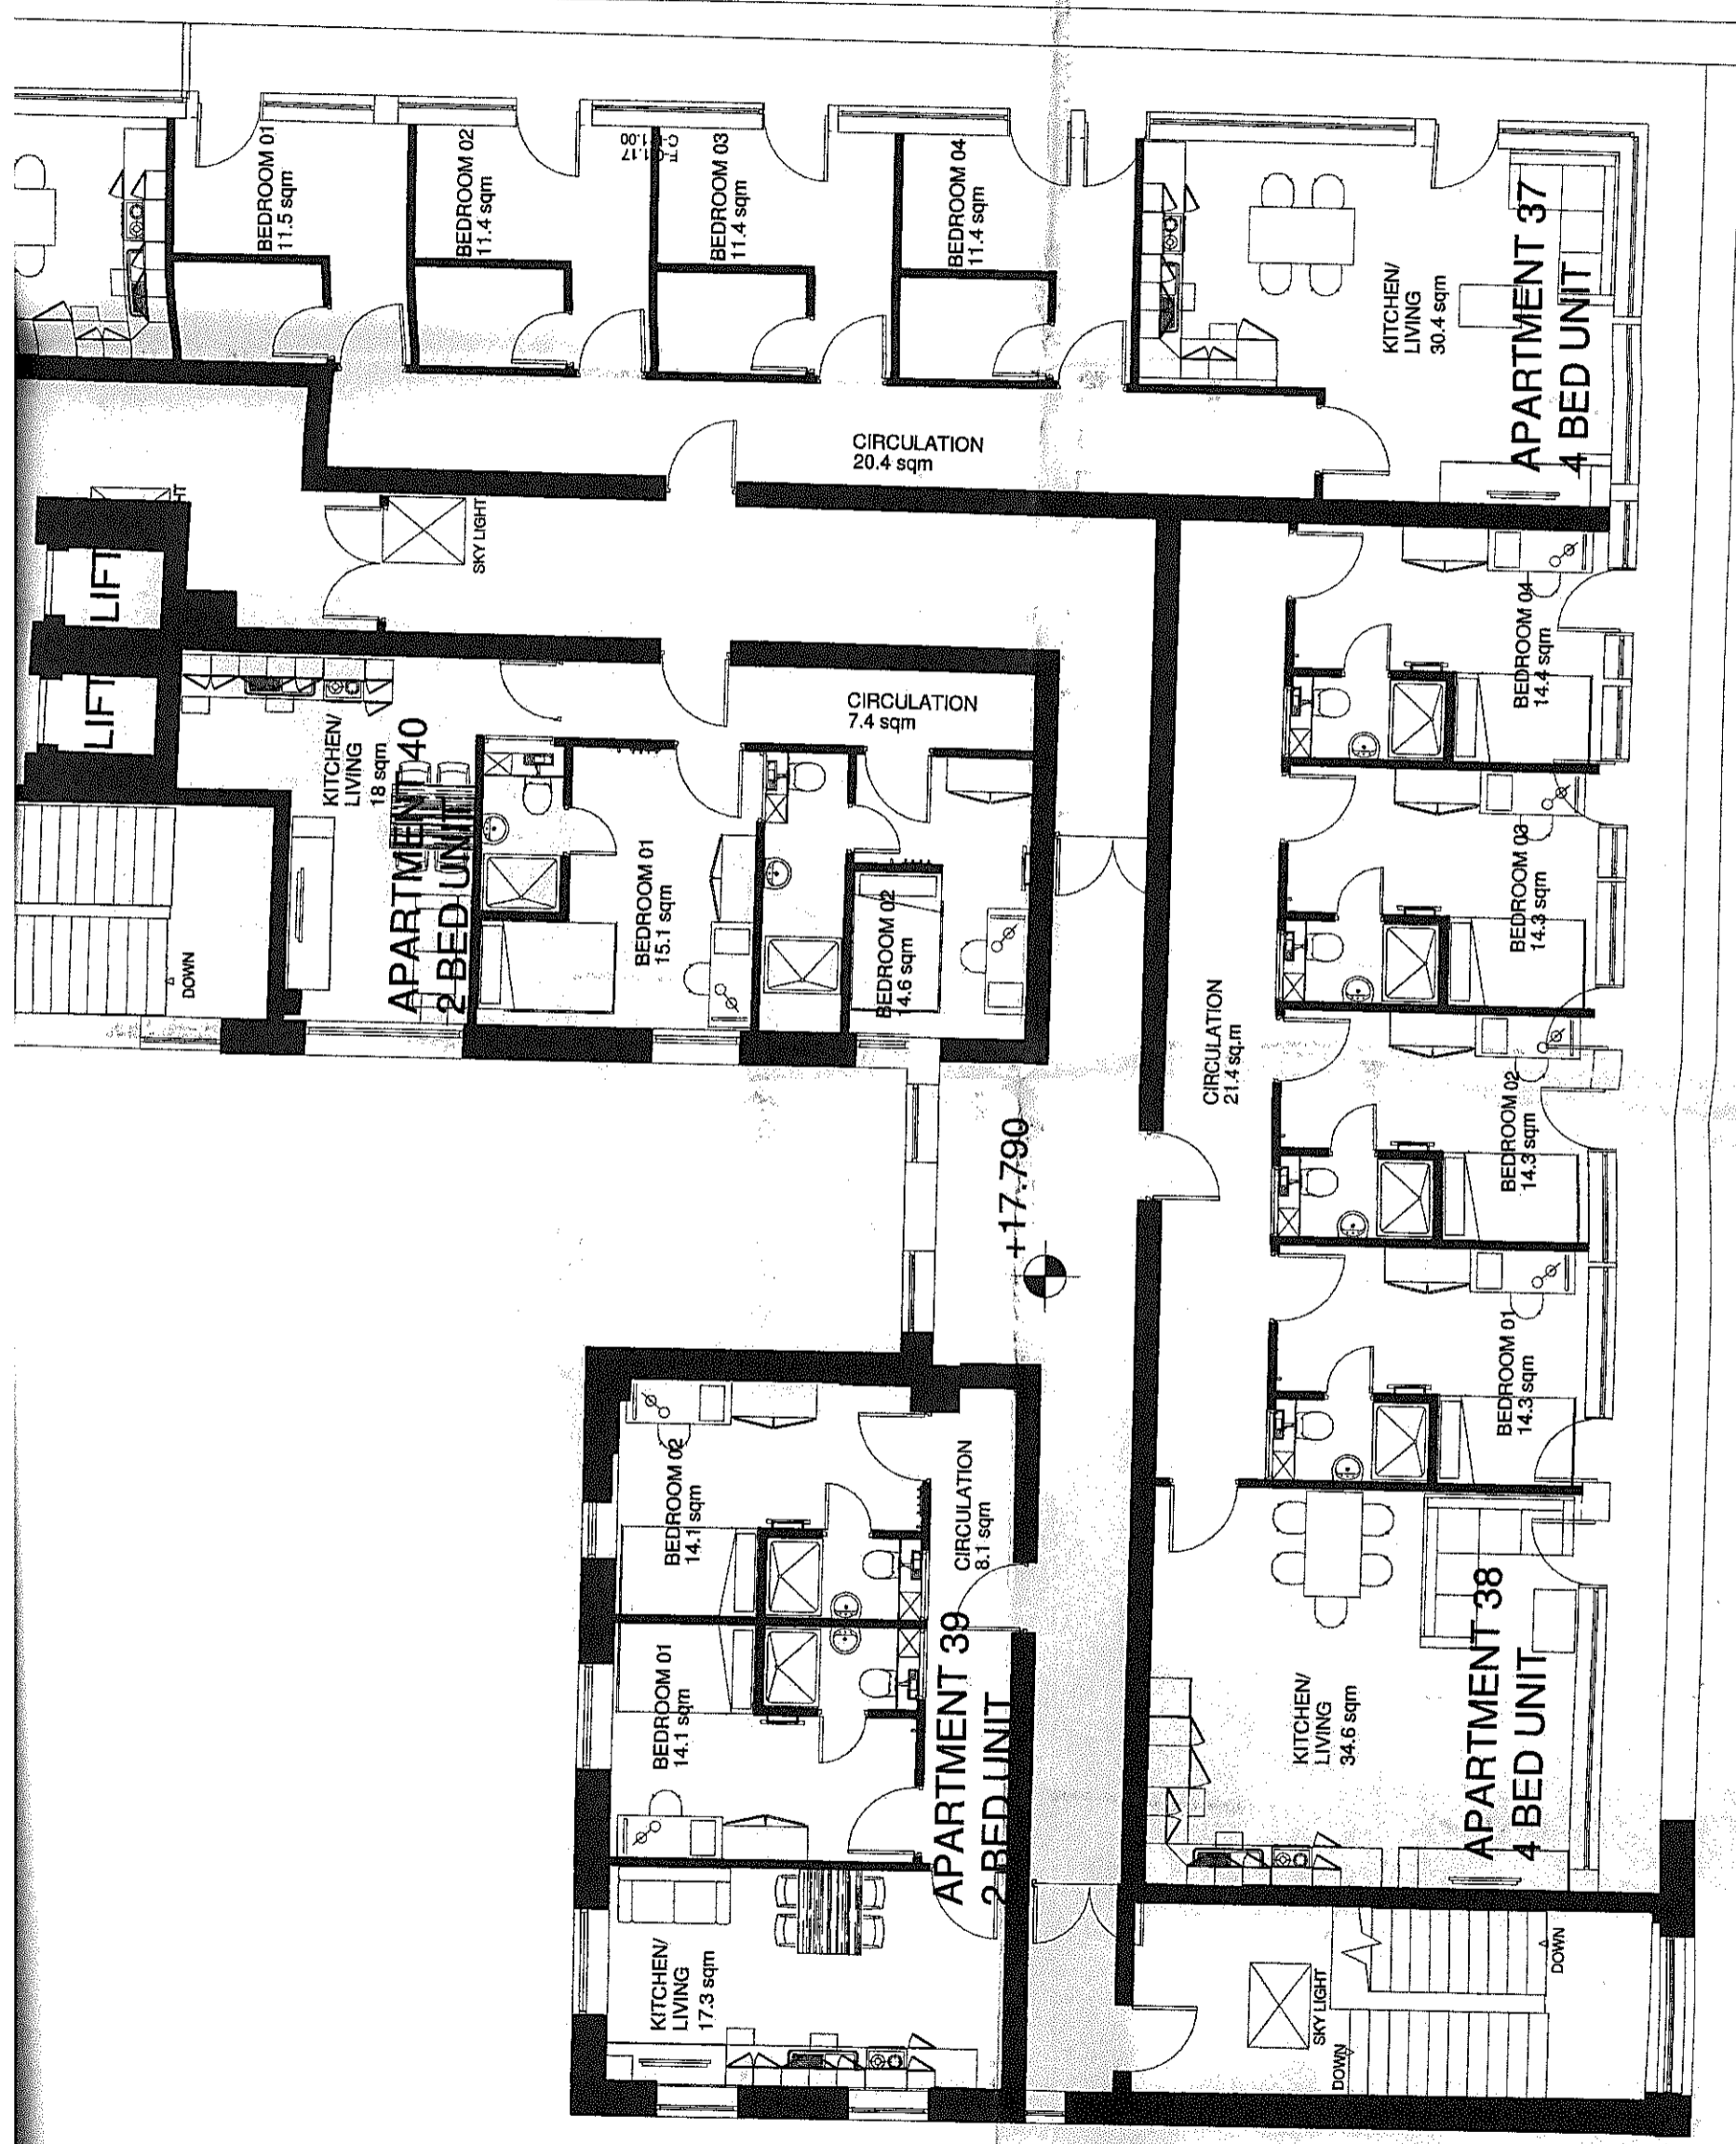 BEDROOM 01
11.5 sqm
BEDROOM 02
11.4 sqm
BEDROOM 03
11.4 sqm
BEDROOM 04
11.4 sqm
KITCHEN/
LIVING
30.4 sqm
APARTMENT 37
4 BED UNIT
CIRCULATION
20.4 sqm
SKY LIGHT
LIFT
LIFT
CIRCULATION
7.4 sqm
KITCHEN/
LIVING
18 sqm
APARTMENT 40
2 BED UNIT
BEDROOM 01
15.1 sqm
BEDROOM 02
14.6 sqm
DOWN
BEDROOM 04
14.4 sqm
BEDROOM 03
14.3 sqm
BEDROOM 02
14.3 sqm
BEDROOM 01
14.3 sqm
CIRCULATION
21.4 sq.m
+17.790
BEDROOM 02
14.1 sqm
CIRCULATION
8.1 sqm
BEDROOM 01
14.1 sqm
APARTMENT 39
2 BED UNIT
KITCHEN/
LIVING
17.3 sqm
KITCHEN/
LIVING
34.6 sqm
APARTMENT 38
4 BED UNIT
SKY LIGHT
DOWN
DOWN